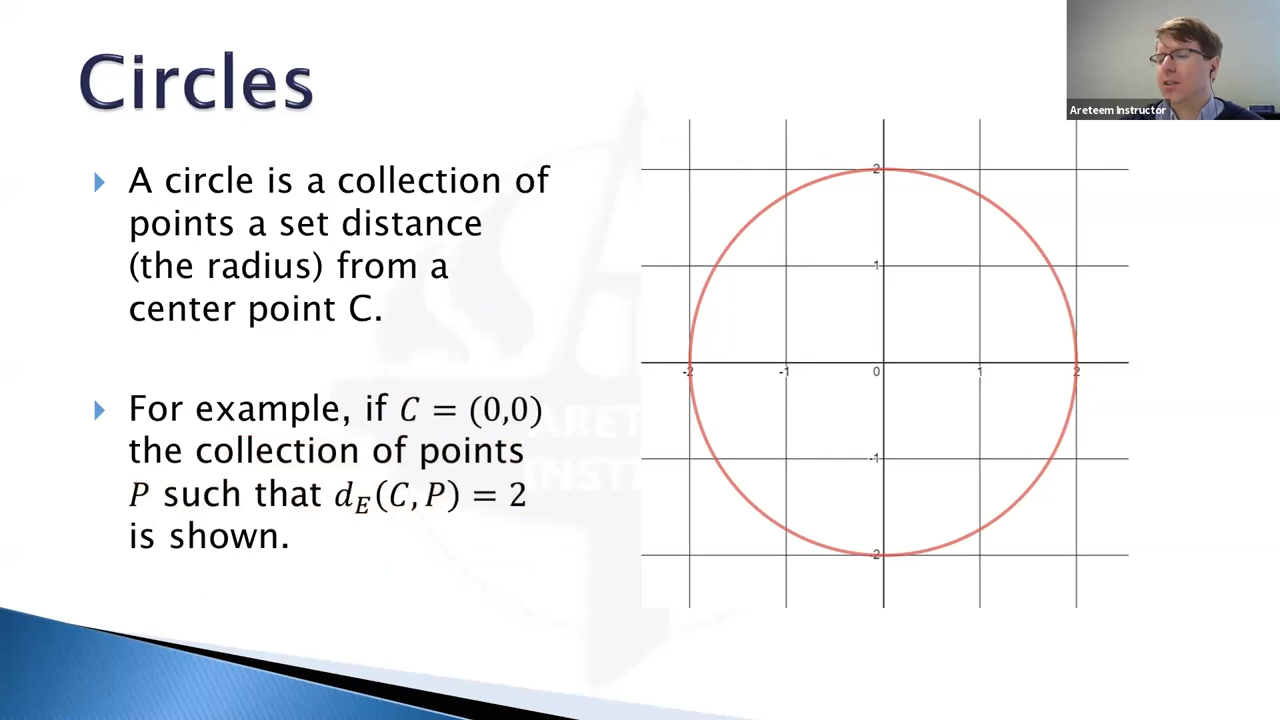 Circles
Areteem Instructor
A circle is a collection of
points a set distance
(the radius) from a
center point C.
For example, if C = (0,0)
the collection of points
P such that d_E(C, P) = 2
is shown.
2
1
-2 -1 0 1 2
-1
-2
ARETE
INSTI